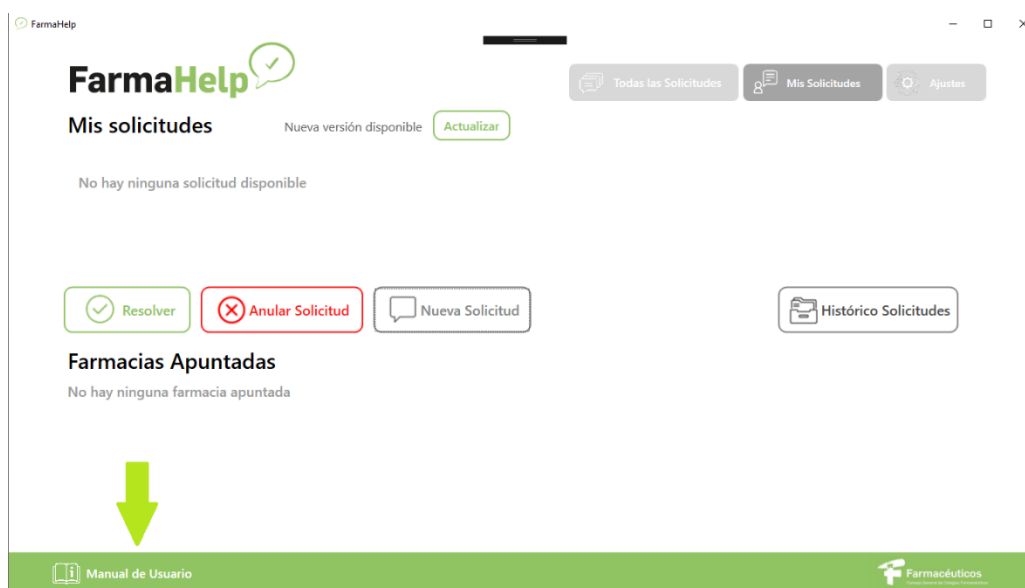 FarmaHelp
FarmaHelp
Todas las Solicitudes
Mis Solicitudes
Ajustes
Mis solicitudes
Nueva versión disponible
Actualizar
No hay ninguna solicitud disponible
Resolver
Anular Solicitud
Nueva Solicitud
Histórico Solicitudes
Farmacias Apuntadas
No hay ninguna farmacia apuntada
Manual de Usuario
Farmacéuticos